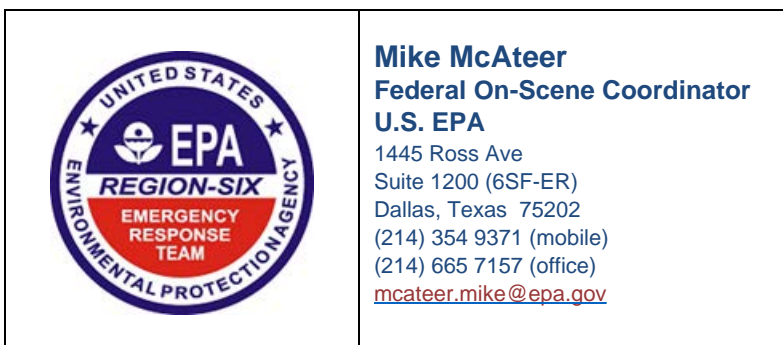 UNITED STATES
EPA
REGION-SIX
EMERGENCY
RESPONSE
TEAM
ENVIRONMENTAL PROTECTIONAGENCY
Mike McAteer
Federal On-Scene Coordinator
U.S. EPA
1445 Ross Ave
Suite 1200 (6SF-ER)
Dallas, Texas  75202
(214) 354 9371 (mobile)
(214) 665 7157 (office)
mcateer.mike@epa.gov